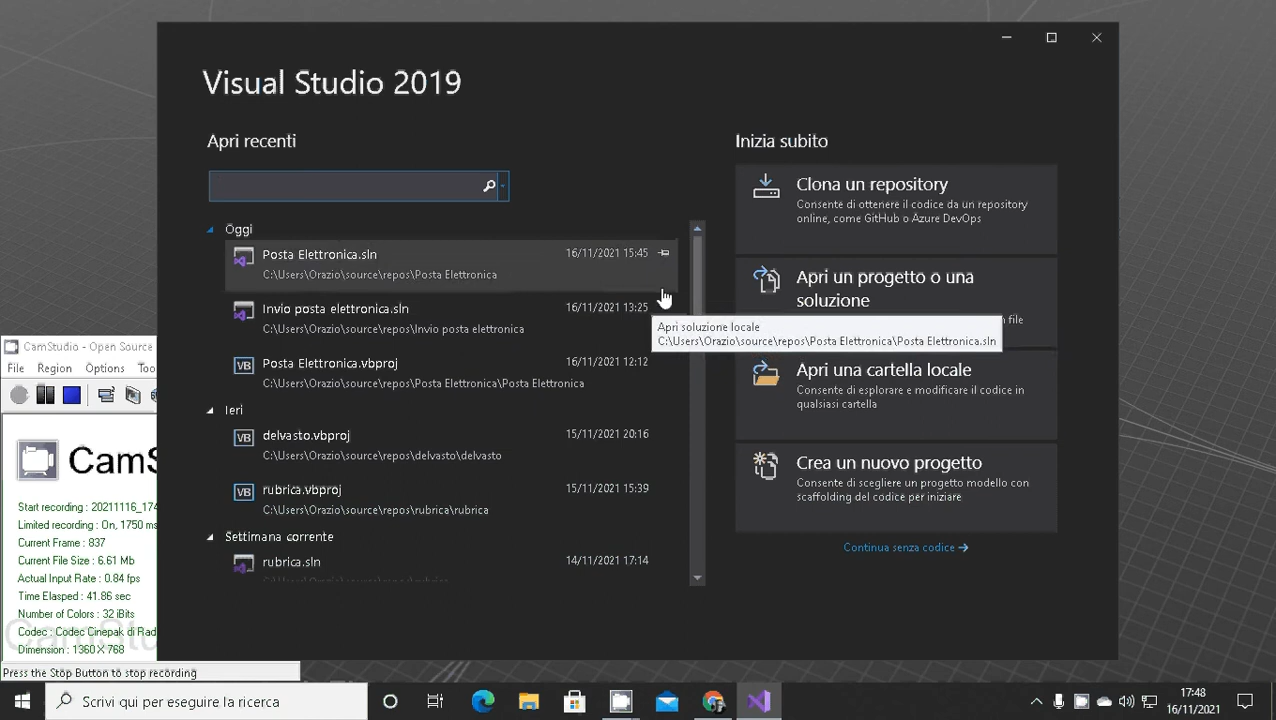 Visual Studio 2019
Apri recenti
Oggi
Posta Elettronica.sln
16/11/2021 15:45
C:\Users\Orazio\source\repos\Posta Elettronica
Invio posta elettronica.sln
16/11/2021 13:25
C:\Users\Orazio\source\repos\Invio posta elettronica
Posta Elettronica.vbproj
16/11/2021 12:12
C:\Users\Orazio\source\repos\Posta Elettronica\Posta Elettronica
Ieri
delvasto.vbproj
15/11/2021 20:16
C:\Users\Orazio\source\repos\delvasto\delvasto
rubrica.vbproj
15/11/2021 15:39
C:\Users\Orazio\source\repos\rubrica\rubrica
Settimana corrente
rubrica.sln
14/11/2021 17:14
Inizia subito
Clona un repository
Consente di ottenere il codice da un repository
online, come GitHub o Azure DevOps
Apri un progetto o una
soluzione
n file
Apri soluzione locale
C:\Users\Orazio\source\repos\Posta Elettronica\Posta Elettronica.sln
Apri una cartella locale
Consente di esplorare e modificare il codice in
qualsiasi cartella
Crea un nuovo progetto
Consente di scegliere un progetto modello con
scaffolding del codice per iniziare
Continua senza codice →
CamStudio - Open Source
File Region Options Too
CamS
Start recording : 20211116_174
Limited recording : On, 1750 ms
Current Frame : 837
Current File Size : 6.61 Mb
Actual Input Rate : 0.84 fps
Time Elasped : 41.86 sec
Number of Colors : 32 iBits
Codec : Codec Cinepak di Rad
Dimension : 1360 X 768
CamStu
Press the Stop Button to stop recording
Scrivi qui per eseguire la ricerca
17:48
16/11/2021